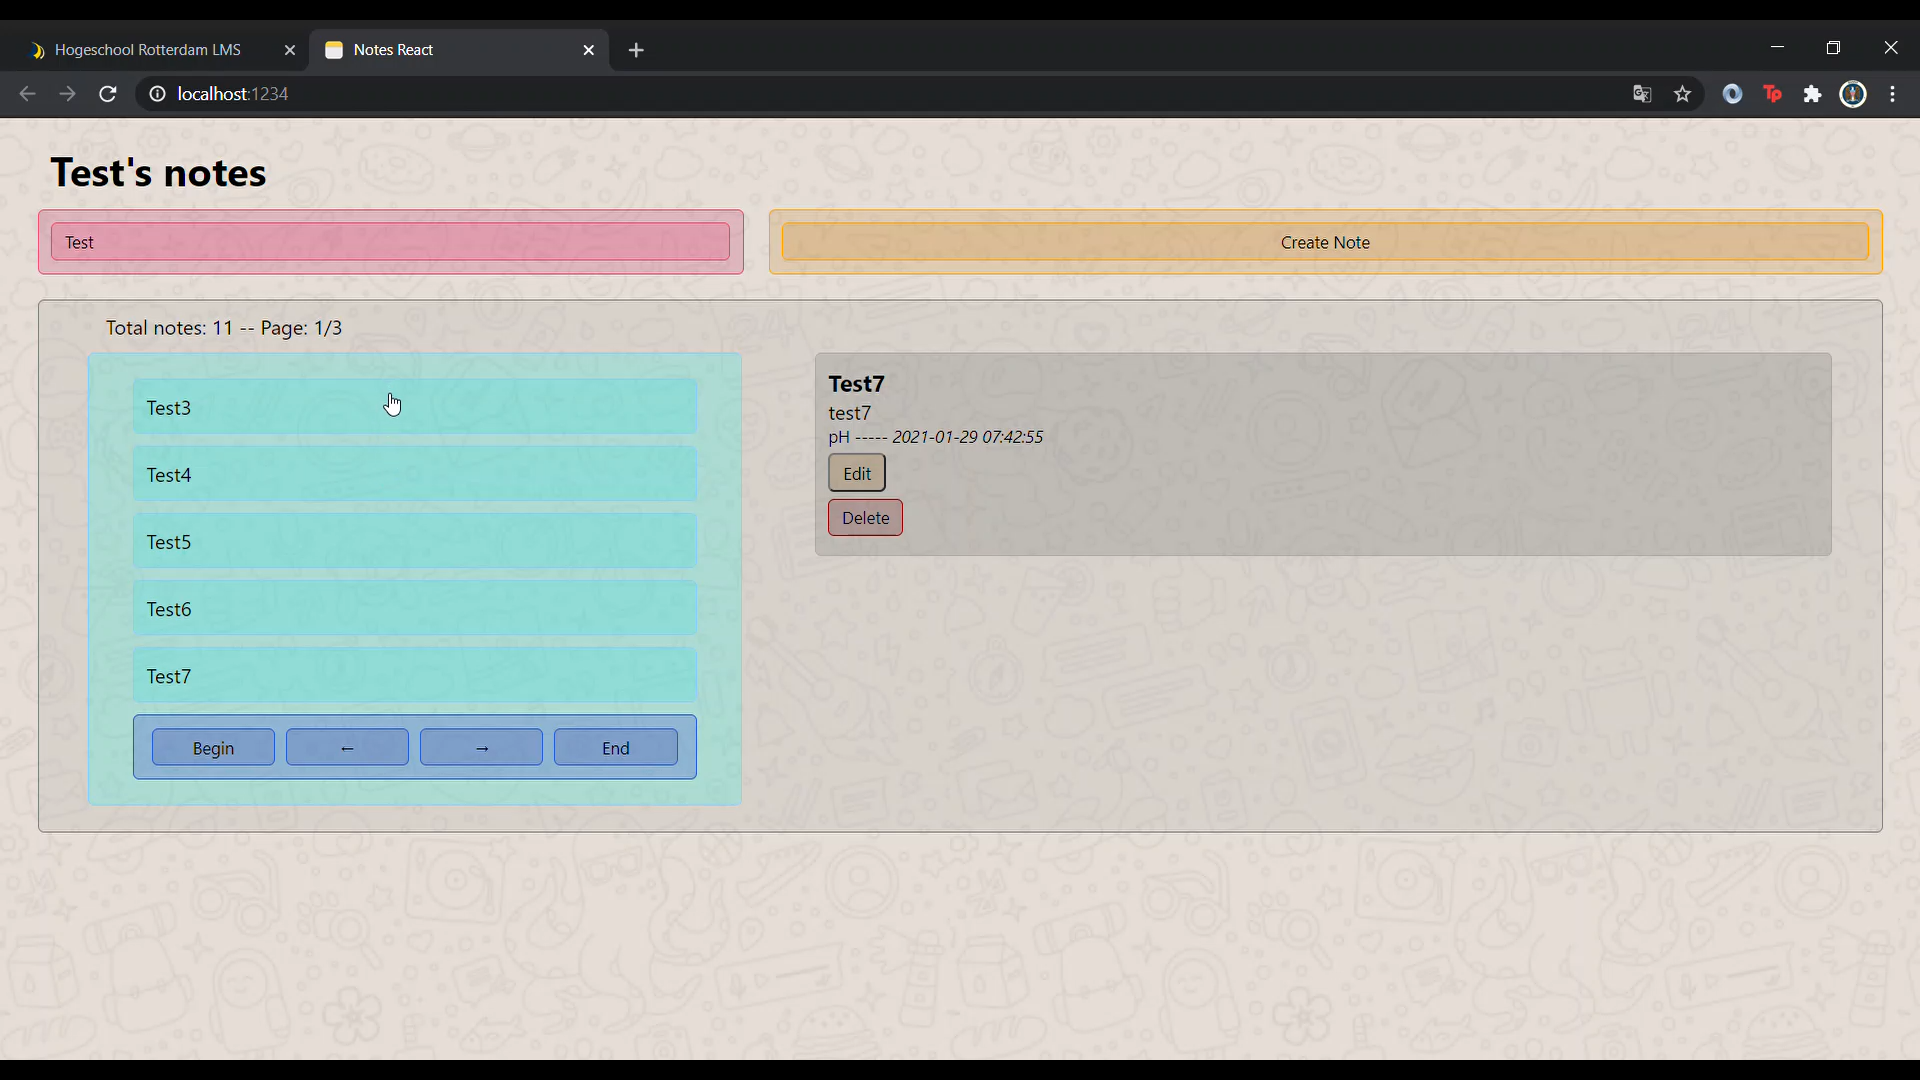 Hogeschool Rotterdam LMS
Notes React
localhost:1234
Test's notes
Test
Create Note
Total notes: 11 -- Page: 1/3
Test3
Test4
Test5
Test6
Test7
Begin
←
→
End
Test7
test7
pH ----- 2021-01-29 07:42:55
Edit
Delete